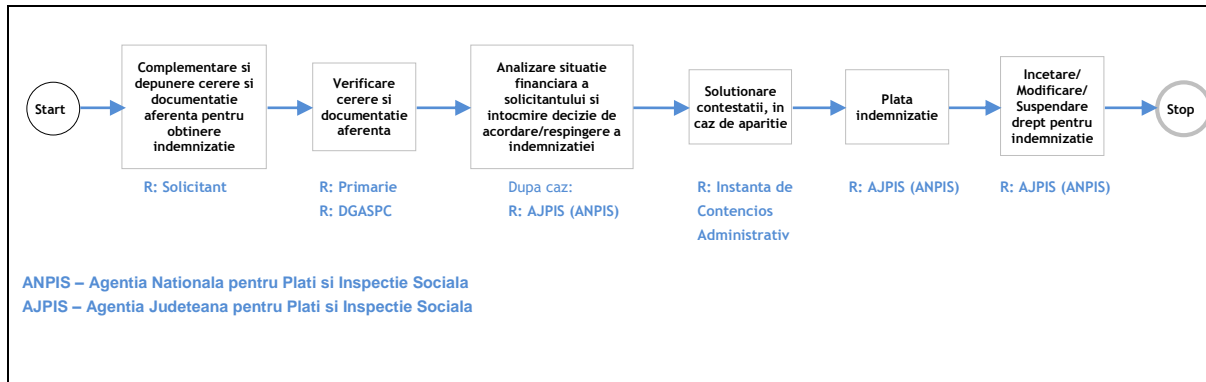 Start
Complementare si
depunere cerere si
documentatie
aferenta pentru
obtinere
indemnizatie
R: Solicitant
Verificare
cerere si
documentatie
aferenta
R: Primarie
R: DGASPC
Analizare situatie
financiara a
solicitantului si
intocmire decizie de
acordare/respingere a
indemnizatiei
Dupa caz:
R: AJPIS (ANPIS)
Solutionare
contestatii, in
caz de aparitie
R: Instanta de
Contencios
Administrativ
Plata
indemnizatie
R: AJPIS (ANPIS)
Incetare/
Modificare/
Suspendare
drept pentru
indemnizatie
R: AJPIS (ANPIS)
Stop
ANPIS – Agentia Nationala pentru Plati si Inspectie Sociala
AJPIS – Agentia Judeteana pentru Plati si Inspectie Sociala